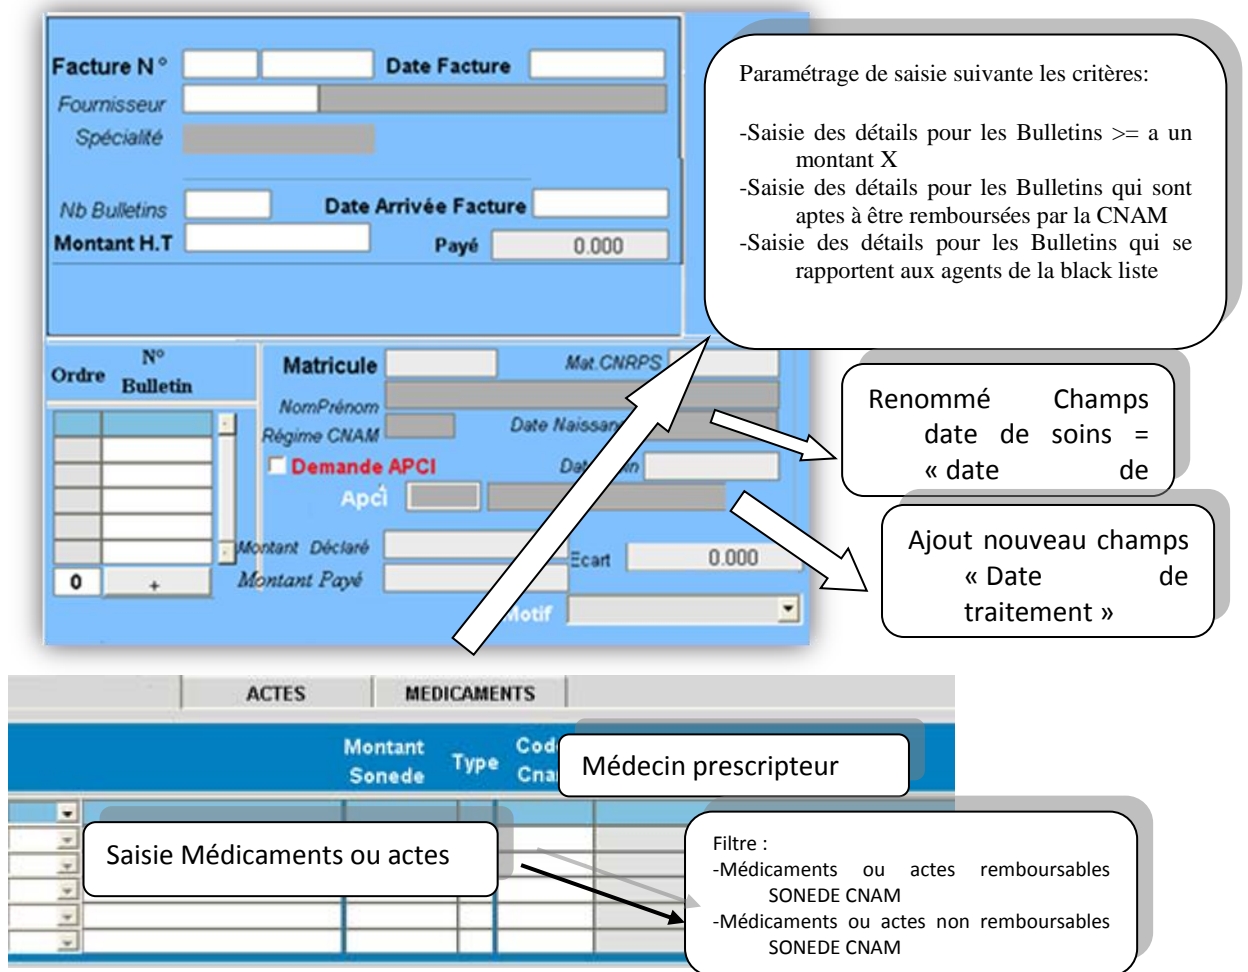 Facture N° Date Facture
Fournisseur
Spécialité
Nb Bulletins Date Arrivée Facture
Montant H.T Payé 0.000
Paramétrage de saisie suivante les critères:
-Saisie des détails pour les Bulletins >= a un
montant X
-Saisie des détails pour les Bulletins qui sont
aptes à être remboursées par la CNAM
-Saisie des détails pour les Bulletins qui se
rapportent aux agents de la black liste
Ordre N°
Bulletin
0 +
Matricule Mat.CNRPS
NomPrénom
Régime CNAM Date
Demande APCI
Apci
Montant Déclaré Ecart 0.000
Montant Payé
Renommé Champs
date de soins =
« date de
Ajout nouveau champs
« Date de
traitement »
ACTES MEDICAMENTS
Montant
Sonede
Type
Médecin prescripteur
Saisie Médicaments ou actes
Filtre :
-Médicaments ou actes remboursables
SONEDE CNAM
-Médicaments ou actes non remboursables
SONEDE CNAM